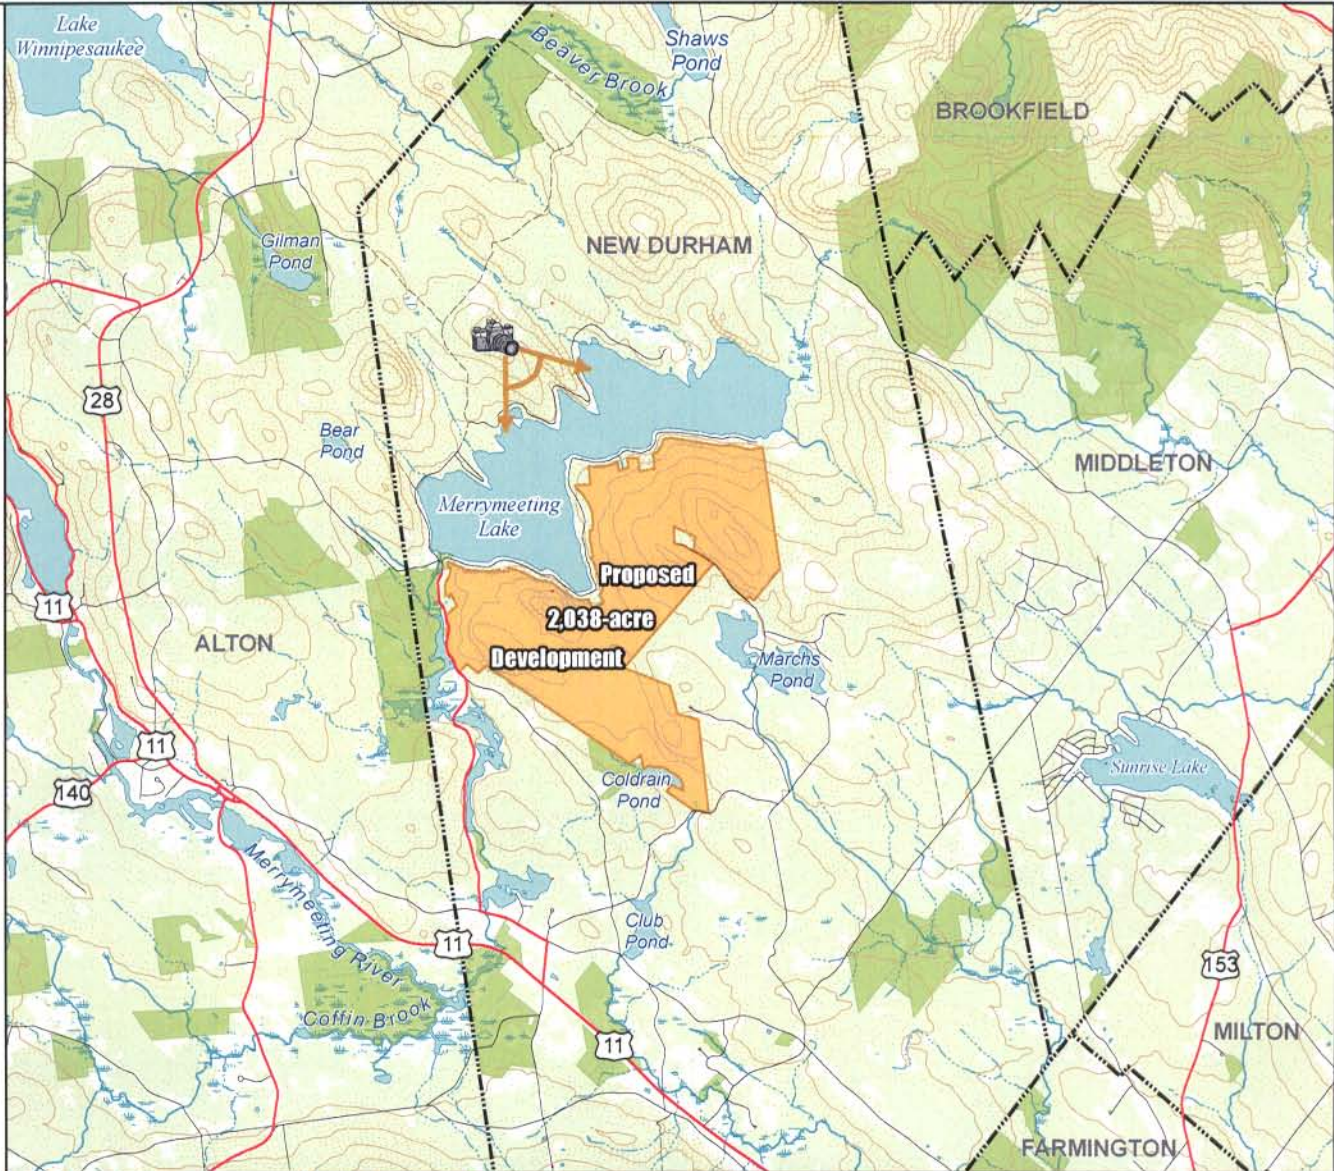 Lake
Winnipesaukee
Beaver Brook
Shaws
Pond
BROOKFIELD
Gilman
Pond
NEW DURHAM
28
Bear
Pond
MIDDLETON
Merrymeeting
Lake
Proposed
2,038-acre
Development
11
ALTON
Marchs
Pond
11
140
Coldrain
Pond
Sunrise Lake
Merrymeeting River
Club
Pond
11
153
Coffin Brook
11
MILTON
FARMINGTON